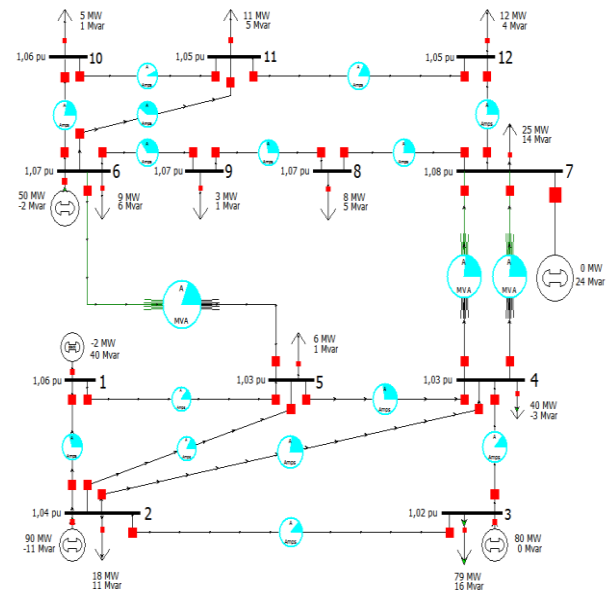 5 MW
1 Mvar
11 MW
5 Mvar
12 MW
4 Mvar
1,06 pu
10
1,05 pu
11
1,05 pu
12
A
Amps
A
Amps
A
Amps
A
Amps
A
Amps
25 MW
14 Mvar
A
Amps
A
Amps
A
Amps
1,07 pu
6
1,07 pu
9
1,07 pu
8
1,08 pu
7
50 MW
-2 Mvar
9 MW
6 Mvar
3 MW
1 Mvar
8 MW
5 Mvar
A
MVA
A
MVA
0 MW
24 Mvar
A
MVA
-2 MW
40 Mvar
6 MW
1 Mvar
1,06 pu
1
1,03 pu
5
1,03 pu
4
A
Amps
A
Amps
40 MW
-3 Mvar
A
Amps
A
Amps
A
Amps
A
Amps
1,04 pu
2
1,02 pu
3
90 MW
-11 Mvar
A
Amps
80 MW
0 Mvar
18 MW
11 Mvar
79 MW
16 Mvar